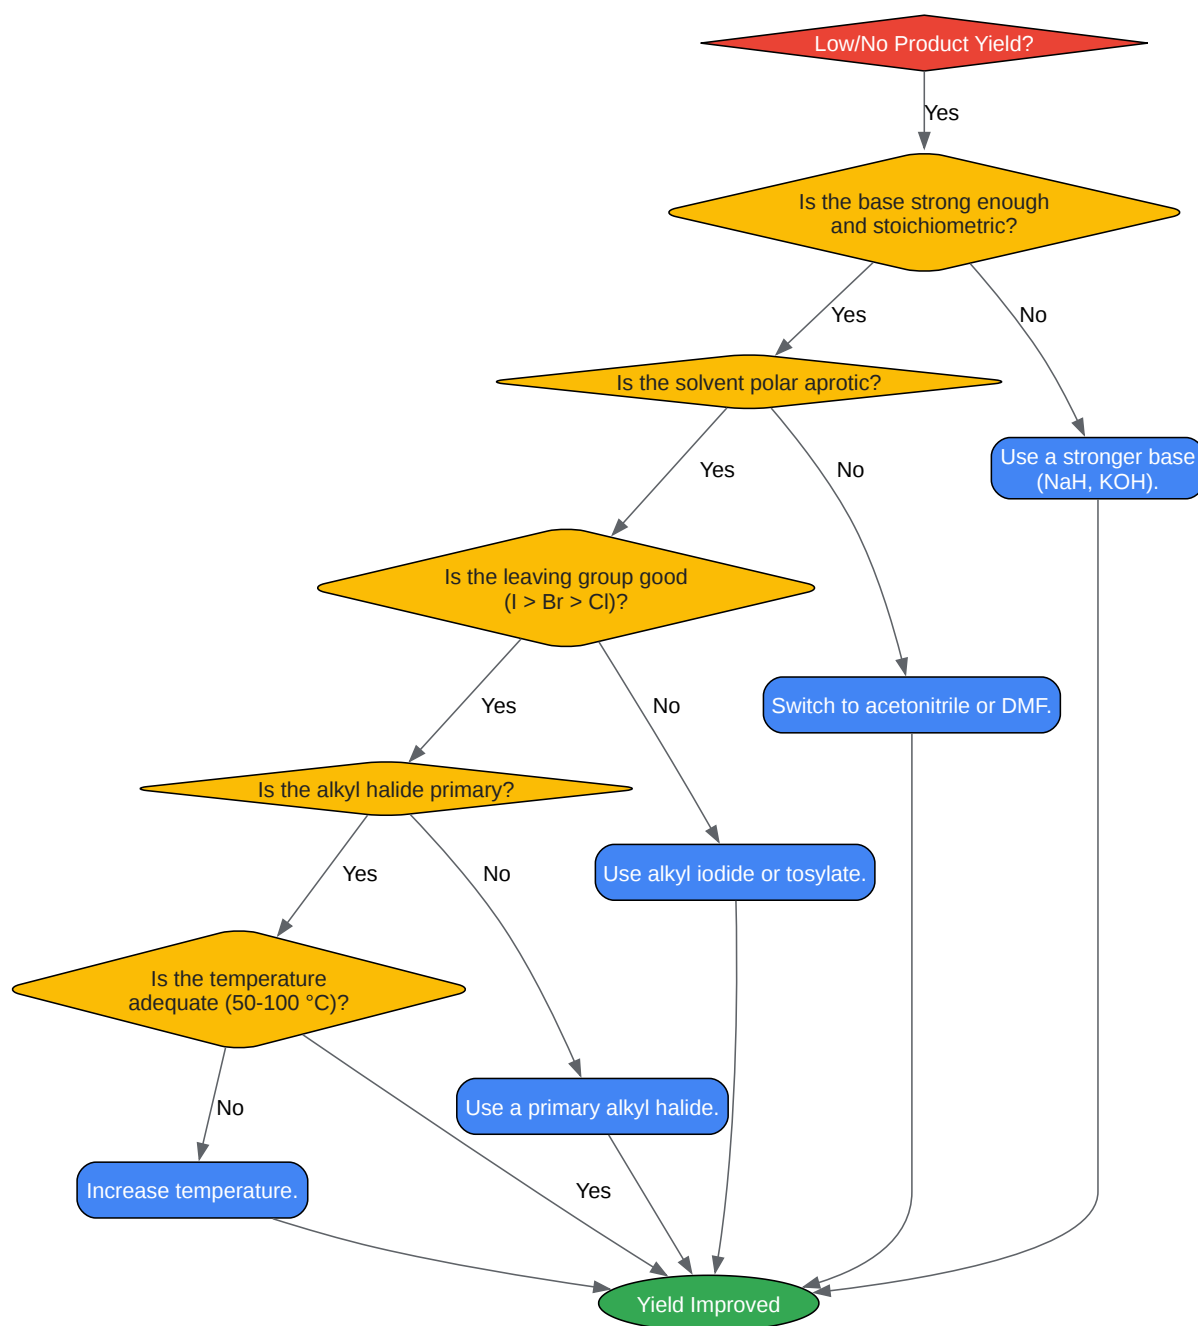 Low/No Product Yield?
Yes
Is the base strong enough
and stoichiometric?
Yes
No
Is the solvent polar aprotic?
Use a stronger base
(NaH, KOH).
Yes
No
Is the leaving group good
(I > Br > Cl)?
Yes
No
Switch to acetonitrile or DMF.
Is the alkyl halide primary?
Yes
No
Use alkyl iodide or tosylate.
Is the temperature
adequate (50-100 °C)?
No
Use a primary alkyl halide.
Increase temperature.
Yes
Yield Improved